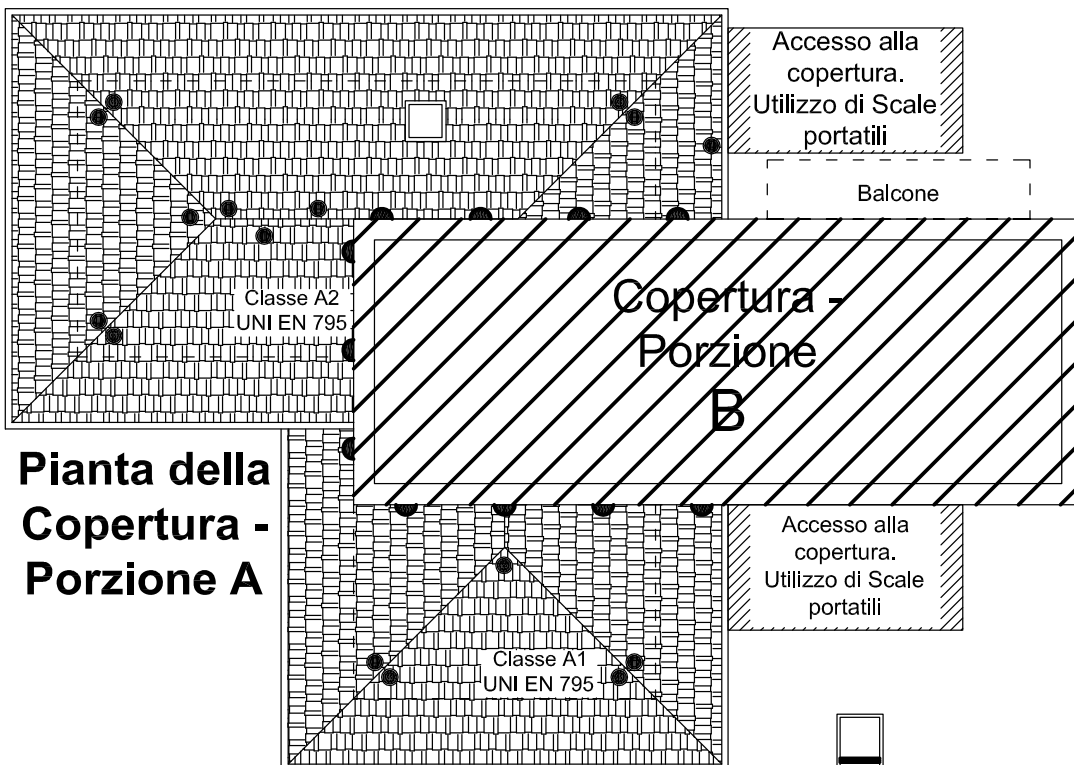 Accesso alla
copertura.
Utilizzo di Scale
portatili
Balcone
Classe A2
UNI EN 795
Copertura -
Porzione
B
Pianta della
Copertura -
Porzione A
Accesso alla
copertura.
Utilizzo di Scale
portatili
Classe A1
UNI EN 795